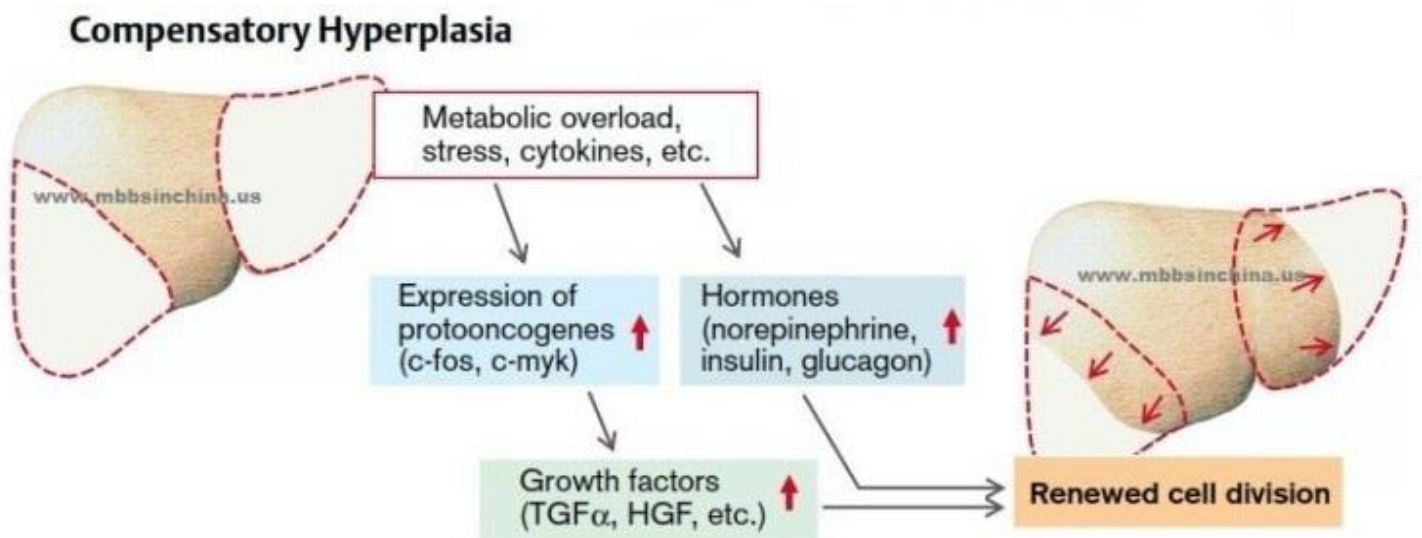 Compensatory Hyperplasia
Metabolic overload,
stress, cytokines, etc.
www.mbbsinchina.us
www.mbbsinchina.us
Expression of
protooncogenes
(c-fos, c-myk)
Hormones
(norepinephrine,
insulin, glucagon)
Growth factors
(TGFα, HGF, etc.)
Renewed cell division